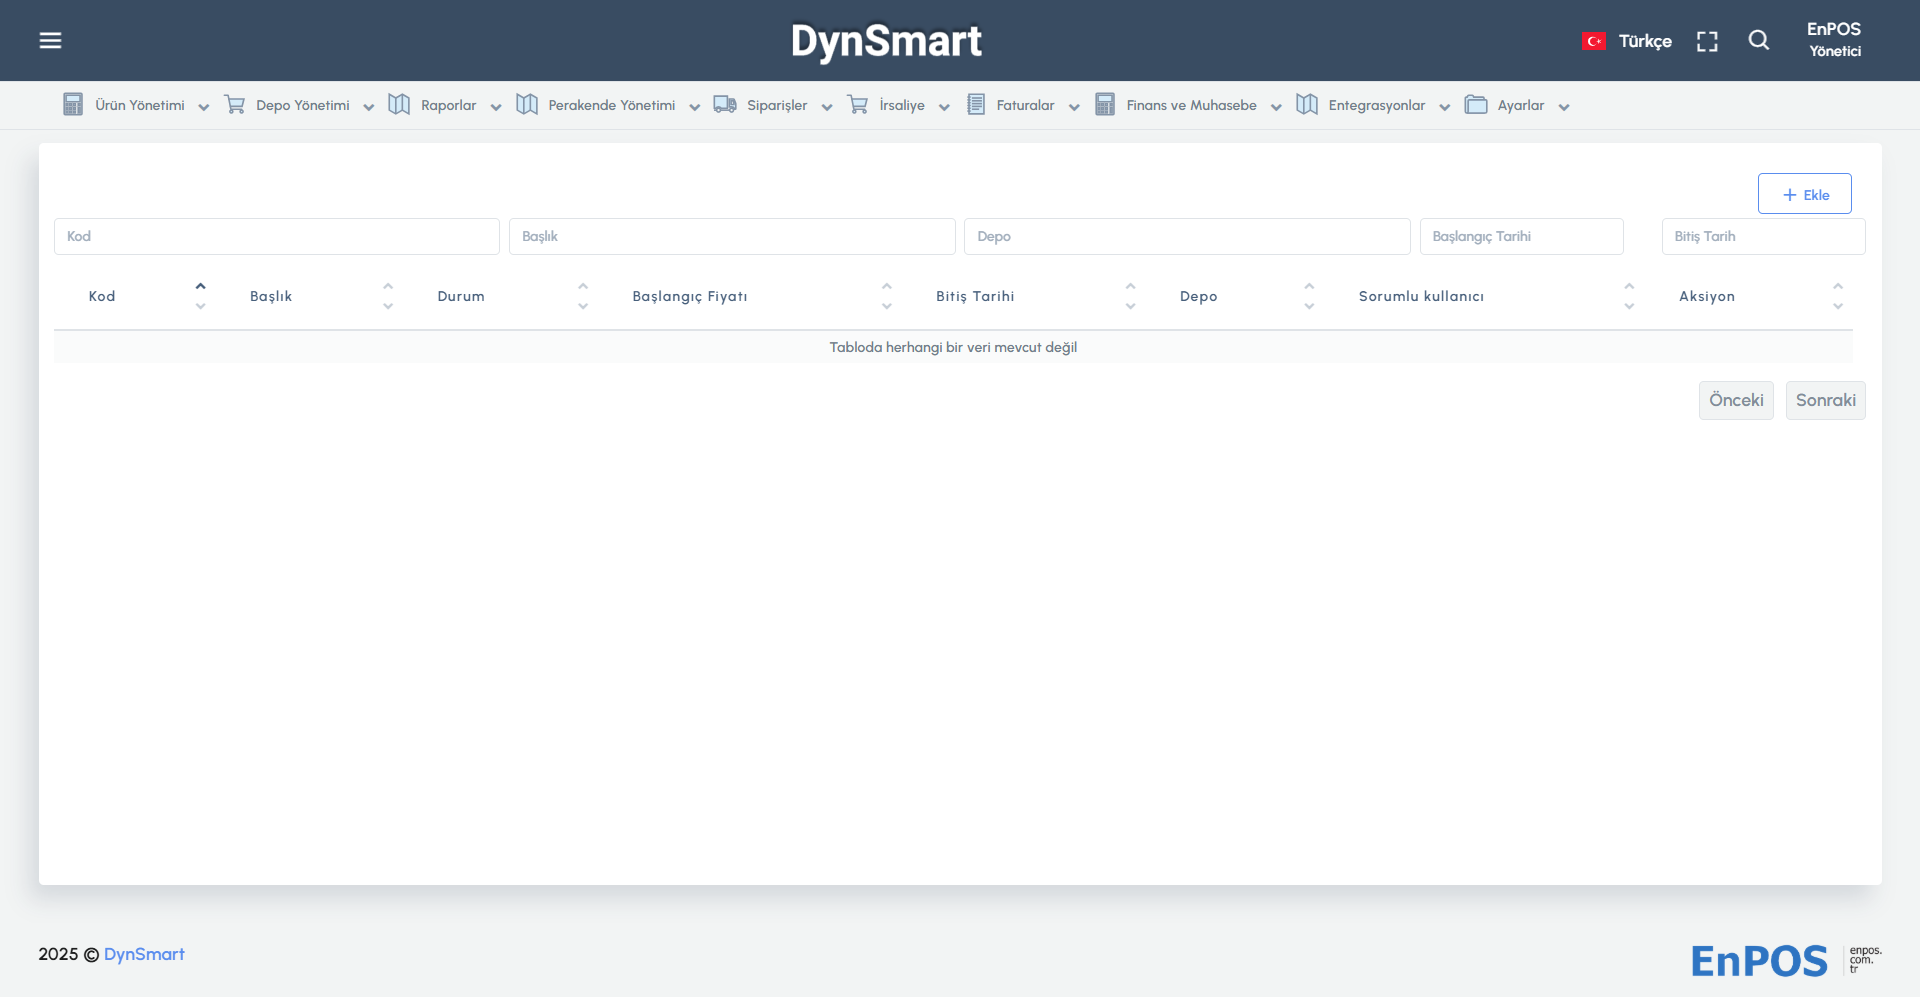 DynSmart
Türkçe
EnPOS
Yönetici
Ürün Yönetimi Depo Yönetimi Raporlar Perakende Yönetimi Siparişler İrsaliye Faturalar Finans ve Muhasebe Entegrasyonlar Ayarlar
Ekle
Kod Başlık Depo Başlangıç Tarihi Bitiş Tarih
Kod Başlık Durum Başlangıç Fiyatı Bitiş Tarihi Depo Sorumlu kullanıcı Aksiyon
Tabloda herhangi bir veri mevcut değil
Önceki Sonraki
2025 © DynSmart
EnPOS
enpos.
com.
tr